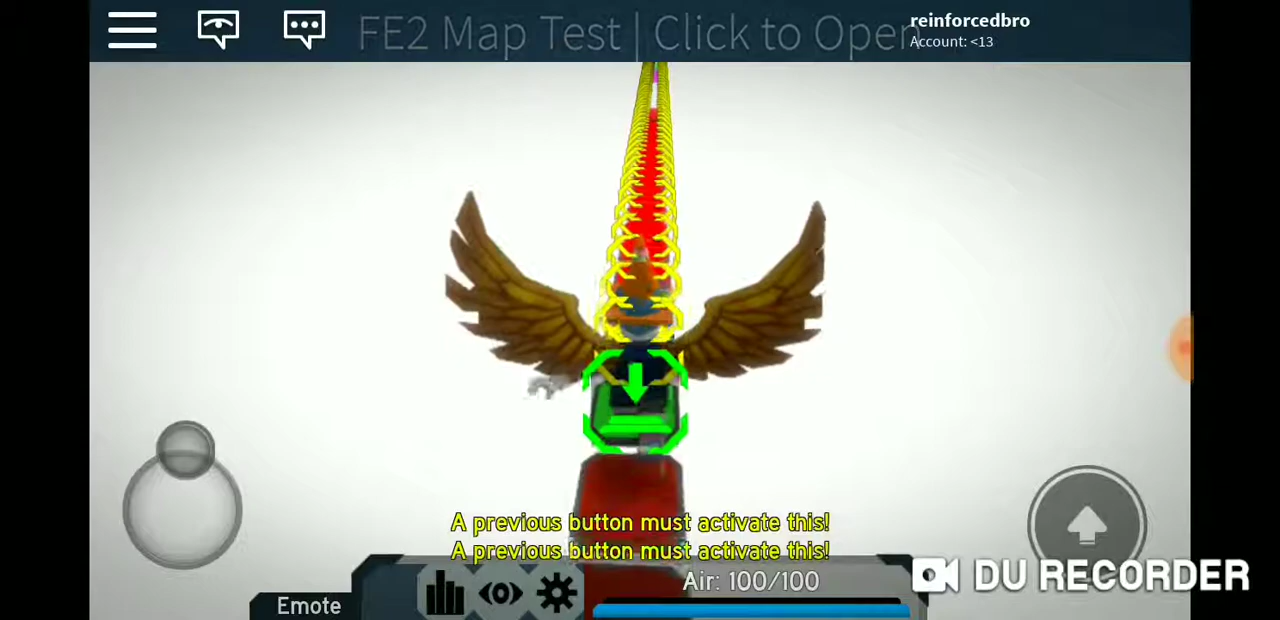 FE2 Map Test | Click to Open
reinforcedbro
Account: <13
A previous button must activate this!
A previous button must activate this!
Air: 100/100
Emote
DU RECORDER